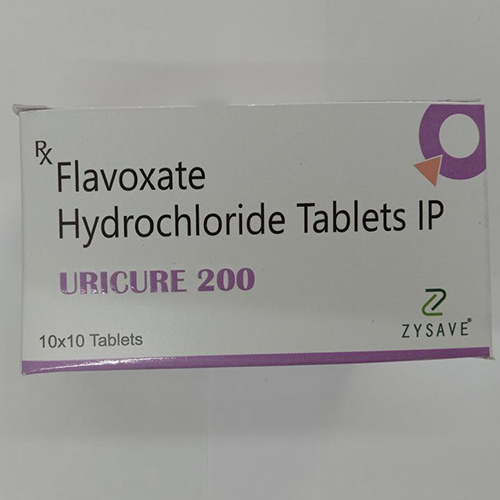 Rx
Flavoxate
Hydrochloride Tablets IP
URICURE 200
10x10 Tablets
ZYSAVE®